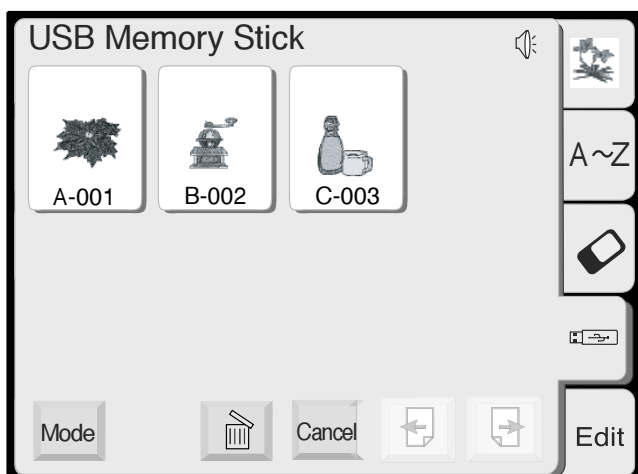 USB Memory Stick
A-001
B-002
C-003
A~Z
Mode
Cancel
Edit